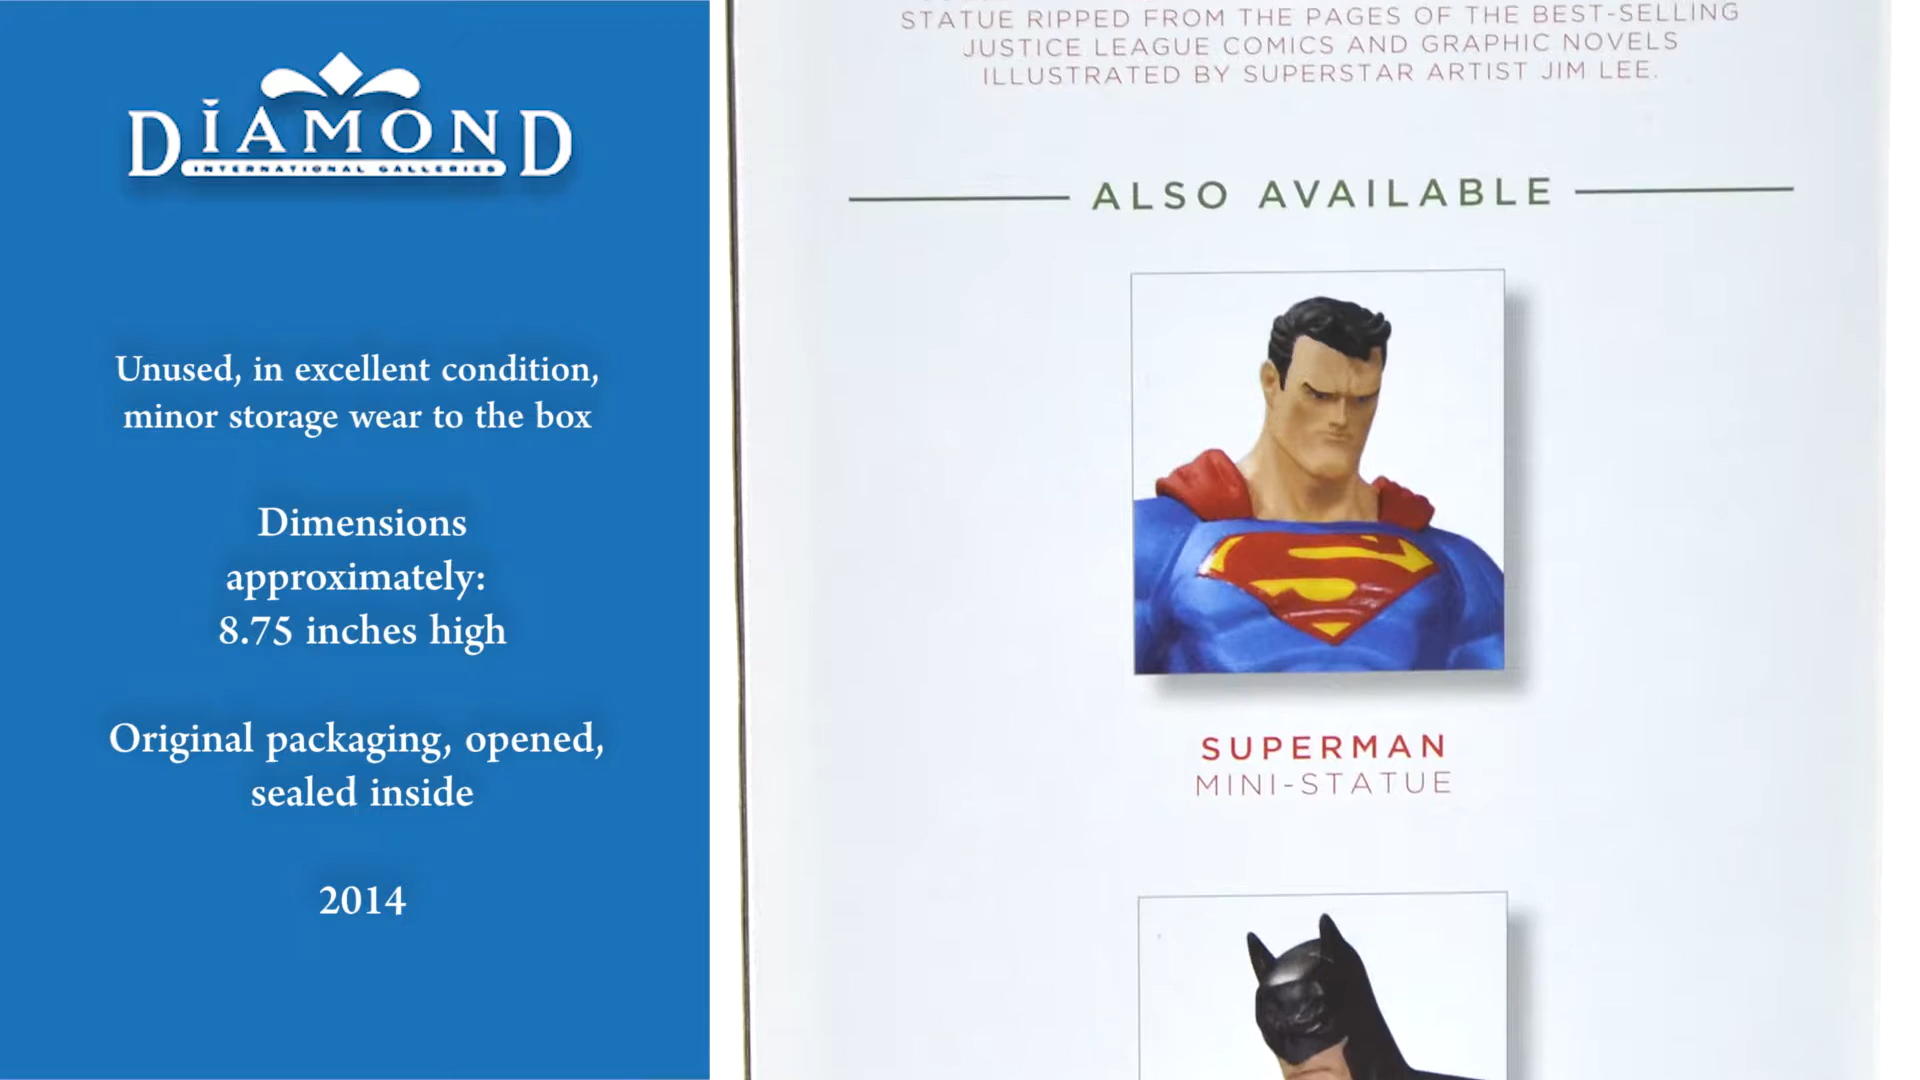 DIAMOND
INTERNATIONAL GALLERIES
Unused, in excellent condition,
minor storage wear to the box
Dimensions
approximately:
8.75 inches high
Original packaging, opened,
sealed inside
2014
STATUE RIPPED FROM THE PAGES OF THE BEST-SELLING
JUSTICE LEAGUE COMICS AND GRAPHIC NOVELS
ILLUSTRATED BY SUPERSTAR ARTIST JIM LEE.
ALSO AVAILABLE
SUPERMAN
MINI-STATUE